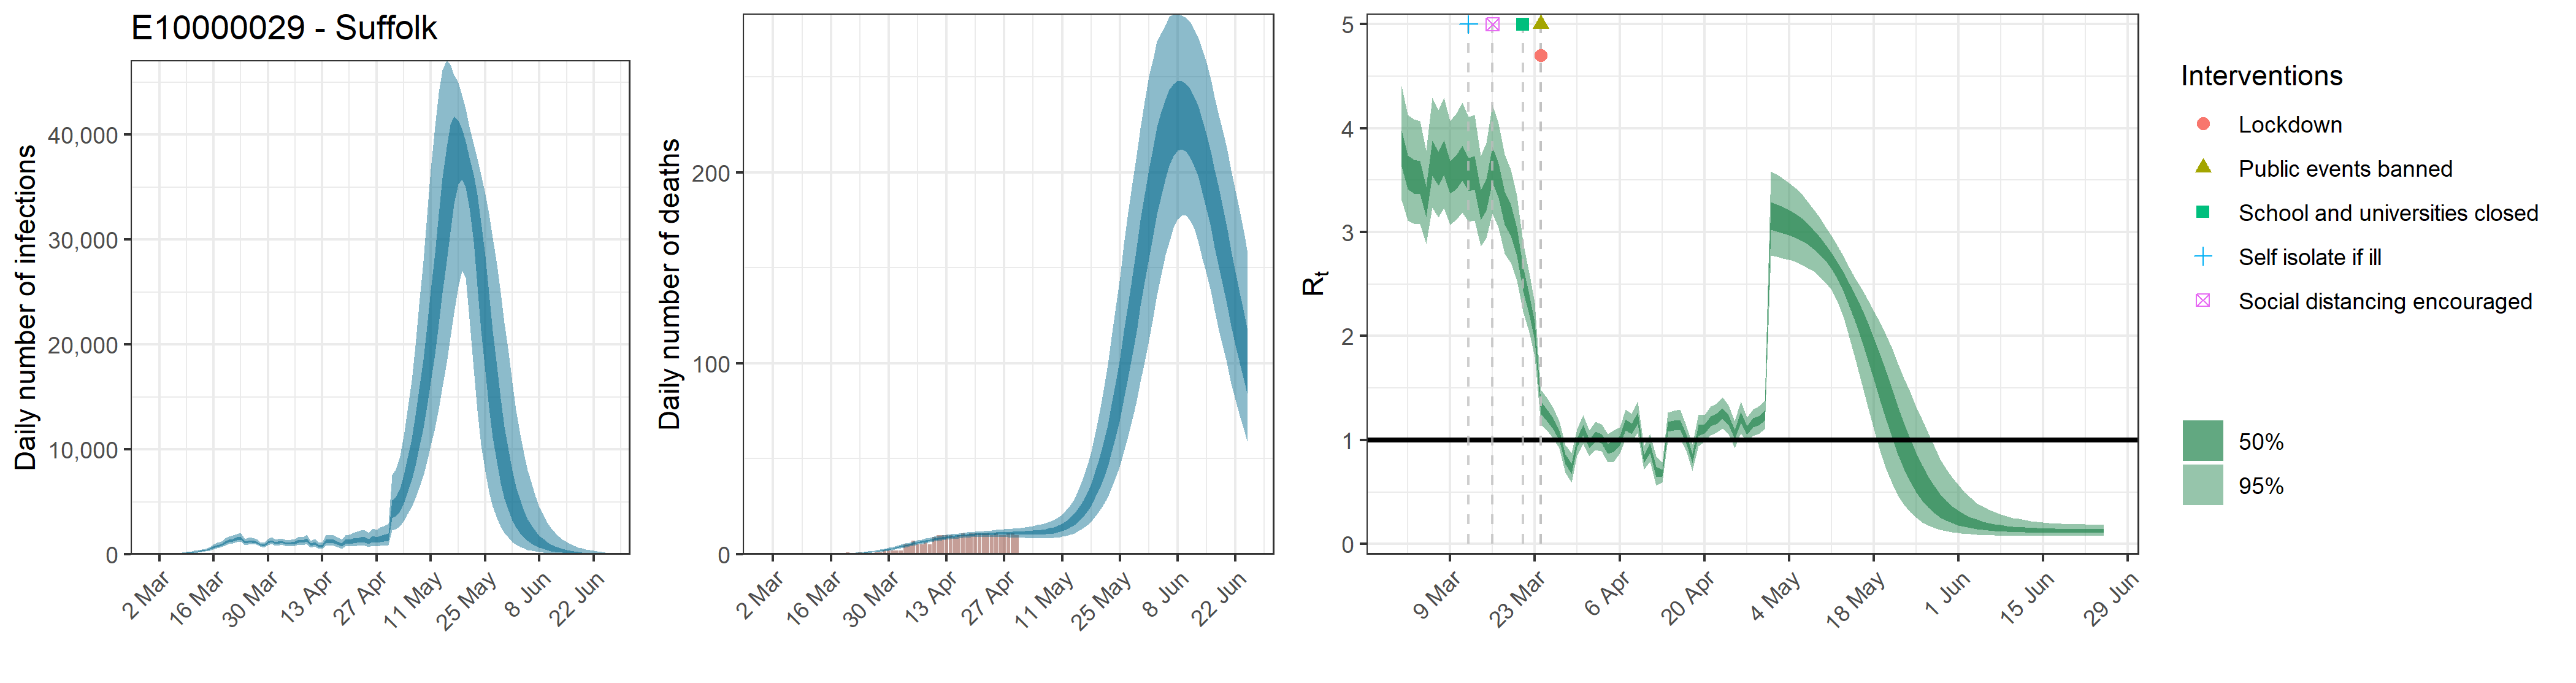 E10000029 - Suffolk
Daily number of infections
40,000
30,000
20,000
10,000
0
2 Mar
16 Mar
30 Mar
13 Apr
27 Apr
11 May
25 May
8 Jun
22 Jun
Daily number of deaths
200
100
0
2 Mar
16 Mar
30 Mar
13 Apr
27 Apr
11 May
25 May
8 Jun
22 Jun
Rt
5
4
3
2
1
0
9 Mar
23 Mar
6 Apr
20 Apr
4 May
18 May
1 Jun
15 Jun
29 Jun
Interventions
Lockdown
Public events banned
School and universities closed
Self isolate if ill
Social distancing encouraged
50%
95%